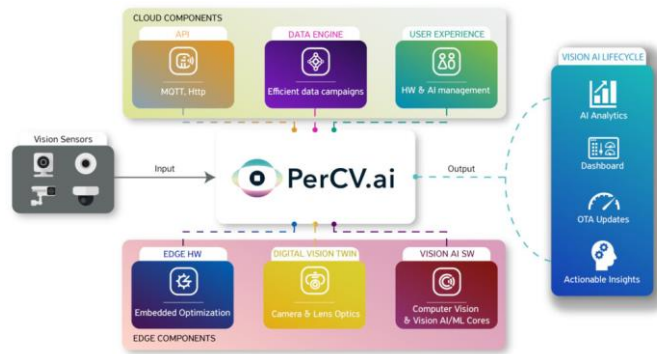 CLOUD COMPONENTS
API
MQTT, Http
DATA ENGINE
Efficient data campaigns
USER EXPERIENCE
HW & AI management
Vision Sensors
Input
PerCV.ai
Output
EDGE HW
Embedded Optimization
DIGITAL VISION TWIN
Camera & Lens Optics
VISION AI SW
Computer Vision
& Vision AI/ML Cores
EDGE COMPONENTS
VISION AI LIFECYCLE
AI Analytics
Dashboard
OTA Updates
Actionable Insights